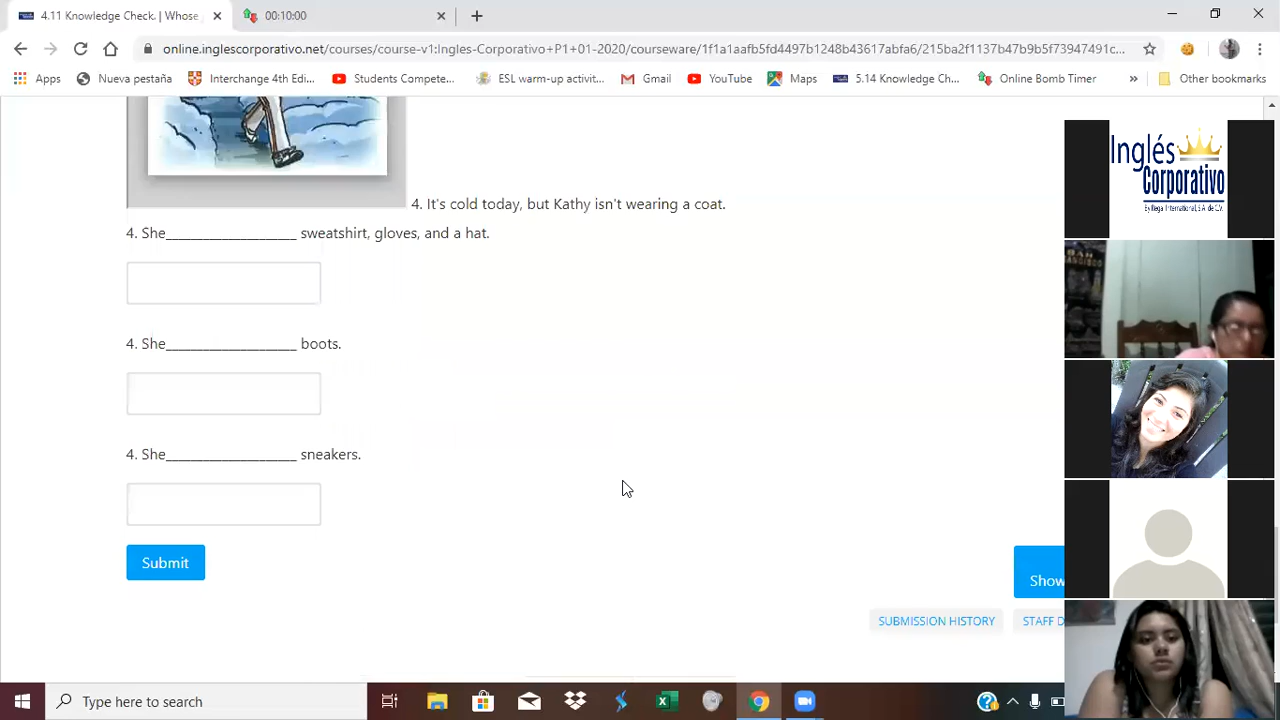 4.11 Knowledge Check. | Whose
00:10:00
online.inglescorporativo.net/courses/course-v1:Ingles-Corporativo+P1+01-2020/courseware/1f1a1aafb5fd4497b1248b43617abfa6/215ba2f1137b47b9b5f73947491c...
Apps
Nueva pestaña
Interchange 4th Edi...
Students Compete...
ESL warm-up activit...
Gmail
YouTube
Maps
5.14 Knowledge Ch...
Online Bomb Timer
»
Other bookmarks
Inglés
Corporativo
4. It's cold today, but Kathy isn't wearing a coat.
4. She___________________ sweatshirt, gloves, and a hat.
4. She___________________ boots.
4. She___________________ sneakers.
Submit
Show
SUBMISSION HISTORY
STAFF D
Type here to search